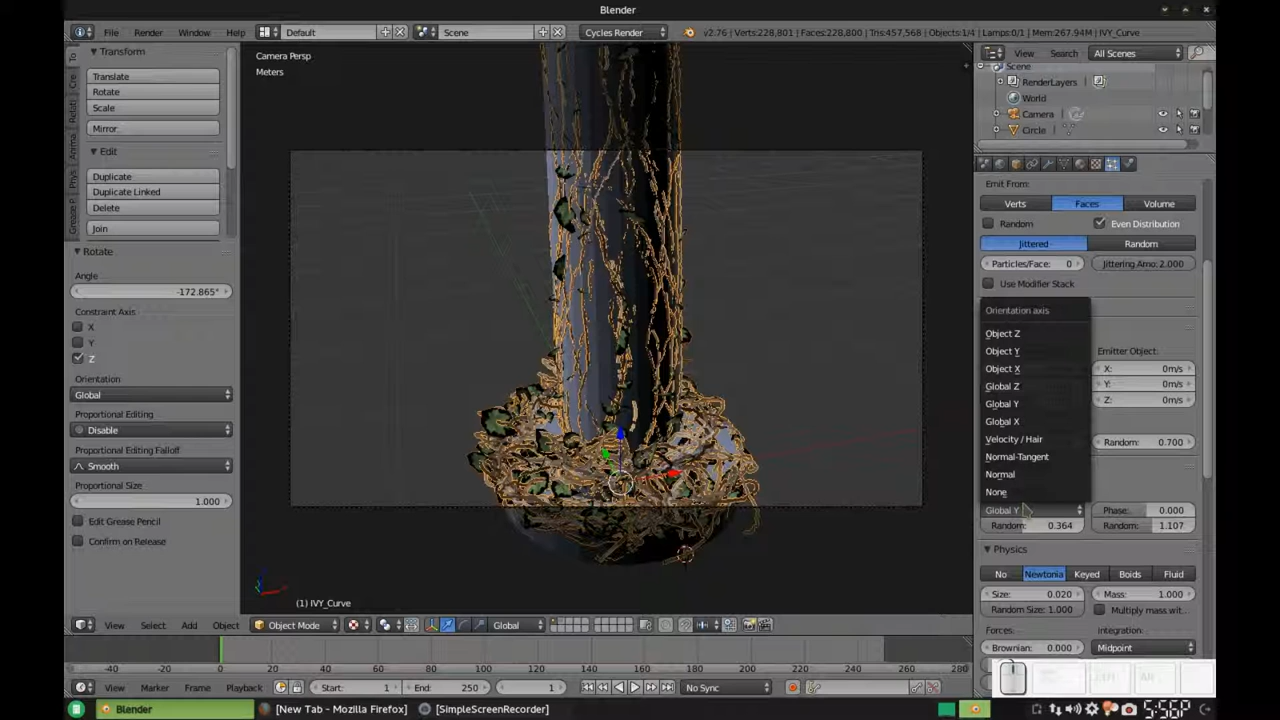 Blender
File Render Window Help Default Scene Cycles Render v2.76 | Verts:228,801 | Faces:228,800 | Tris:457,568 | Objects:1/4 | Lamps:0/1 | Mem:267.94M | IVY_Curve View Search All Scenes
Transform
Translate
Rotate
Scale
Mirror
Edit
Duplicate
Duplicate Linked
Delete
Join
Rotate
Angle
-172.865°
Constraint Axis
X
Y
Z
Orientation
Global
Proportional Editing
Disable
Proportional Editing Falloff
Smooth
Proportional Size
1.000
Edit Grease Pencil
Confirm on Release
Camera Persp
Meters
(1) IVY_Curve
Scene
RenderLayers
World
Camera
Circle
Emit From:
Verts Faces Volume
Random Even Distribution
Jittered Random
Particles/Face: 0 Jittering Amo: 2.000
Use Modifier Stack
Orientation axis
Object Z
Object Y
Object X
Global Z
Global Y
Global X
Velocity / Hair
Normal-Tangent
Normal
None
Emitter Object:
X: 0m/s
Y: 0m/s
Z: 0m/s
Random: 0.700
Global Y Phase: 0.000
Random: 0.364 Random: 1.107
Physics
No Newtonia Keyed Boids Fluid
Size: 0.020 Mass: 1.000
Random Size: 1.000 Multiply mass wit..
Forces: Integration:
Brownian: 0.000 Midpoint
View Select Add Object Object Mode Global
-40 -20 0 20 40 60 80 100 120 140 160 180 200 220 240 260 280
View Marker Frame Playback Start: 1 End: 250 1 No Sync
Blender [New Tab - Mozilla Firefox] [SimpleScreenRecorder] 5:56P